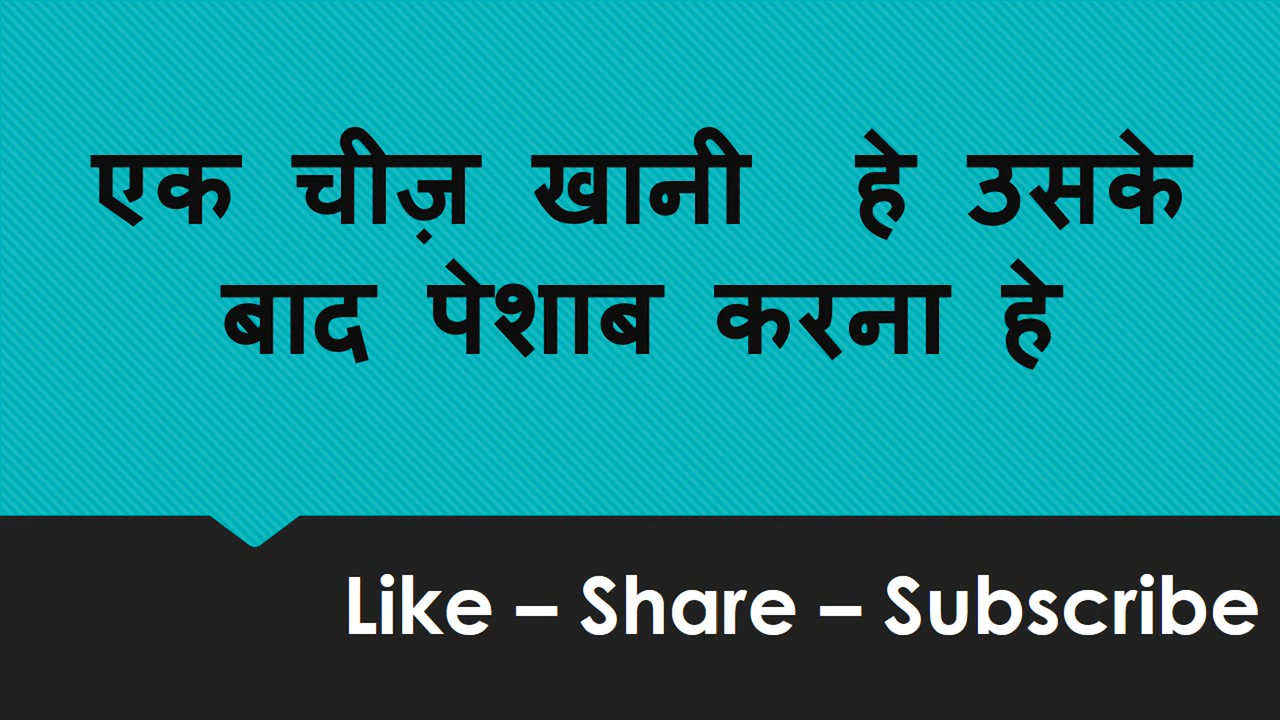 एक चीज़ खानी हे उसके
बाद पेशाब करना हे
Like – Share – Subscribe